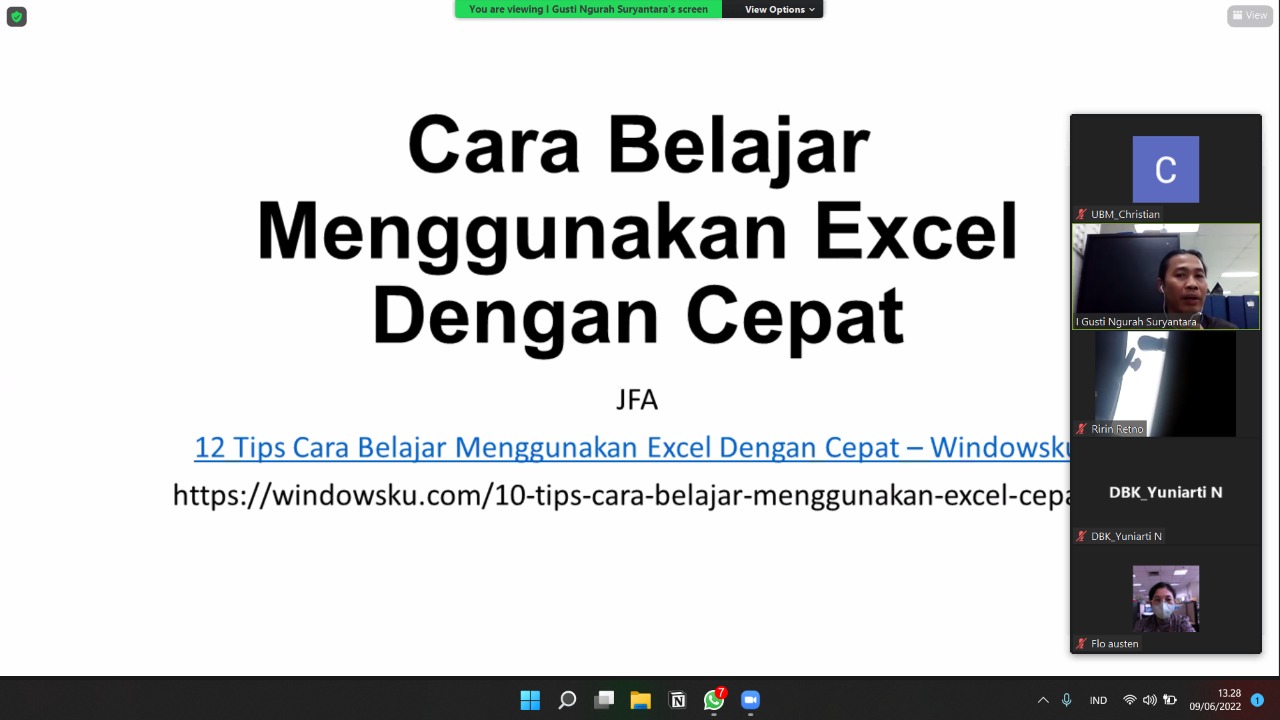 You are viewing I Gusti Ngurah Suryantara's screen
View Options
View
Cara Belajar
Menggunakan Excel
Dengan Cepat
JFA
12 Tips Cara Belajar Menggunakan Excel Dengan Cepat – Windowsku
https://windowsku.com/10-tips-cara-belajar-menggunakan-excel-cepa
C
UBM_Christian
I Gusti Ngurah Suryantara
Ririn Retno
DBK_Yuniarti N
DBK_Yuniarti N
Flo austen
7
IND
13.28
09/06/2022
1